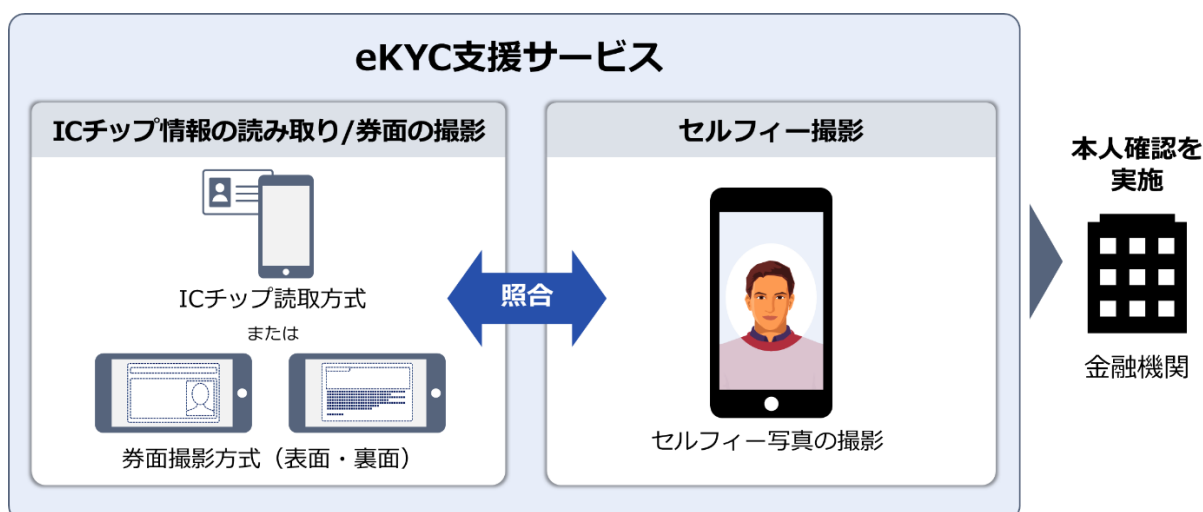 eKYC支援サービス
ICチップ情報の読み取り/券面の撮影
ICチップ読取方式
または
券面撮影方式（表面・裏面）
照合
セルフィー撮影
セルフィー写真の撮影
本人確認を
実施
金融機関